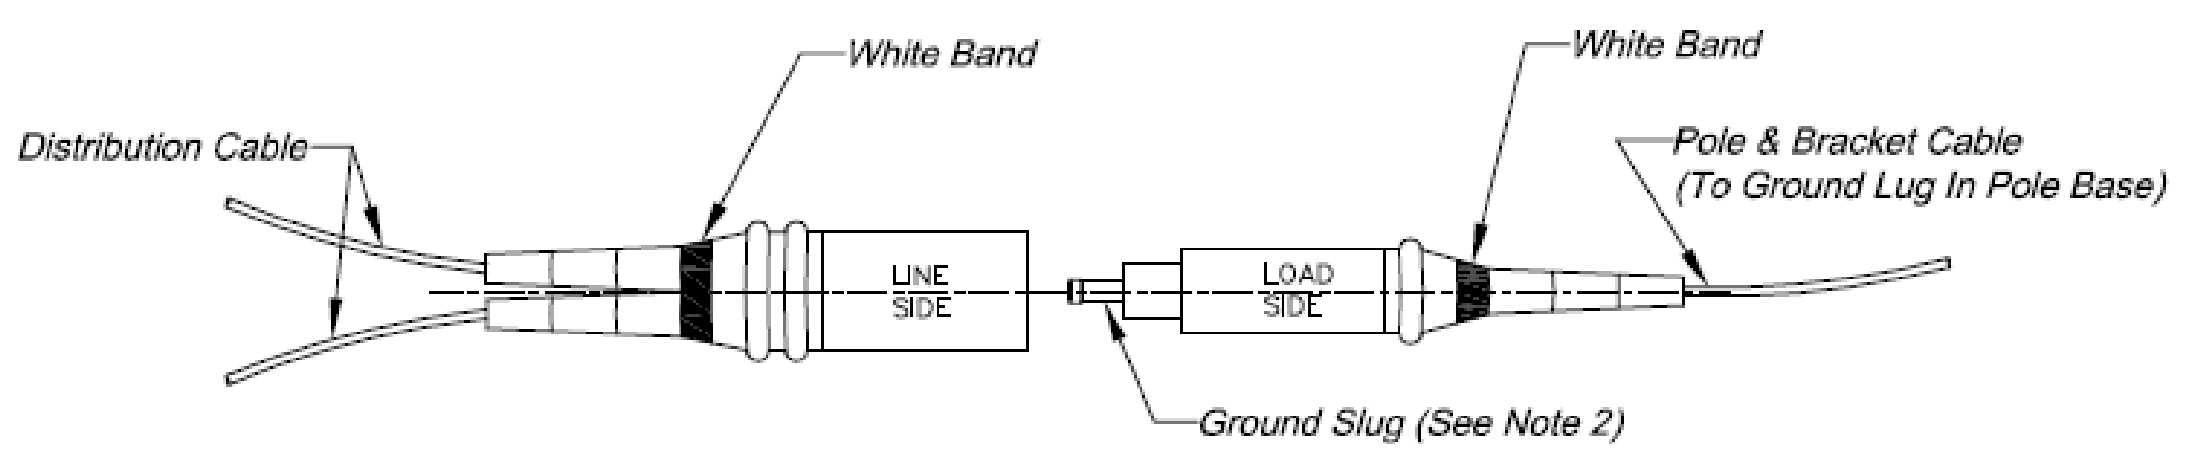 White Band
White Band
Distribution Cable
Pole & Bracket Cable
(To Ground Lug In Pole Base)
LINE
SIDE
LOAD
SIDE
Ground Slug (See Note 2)